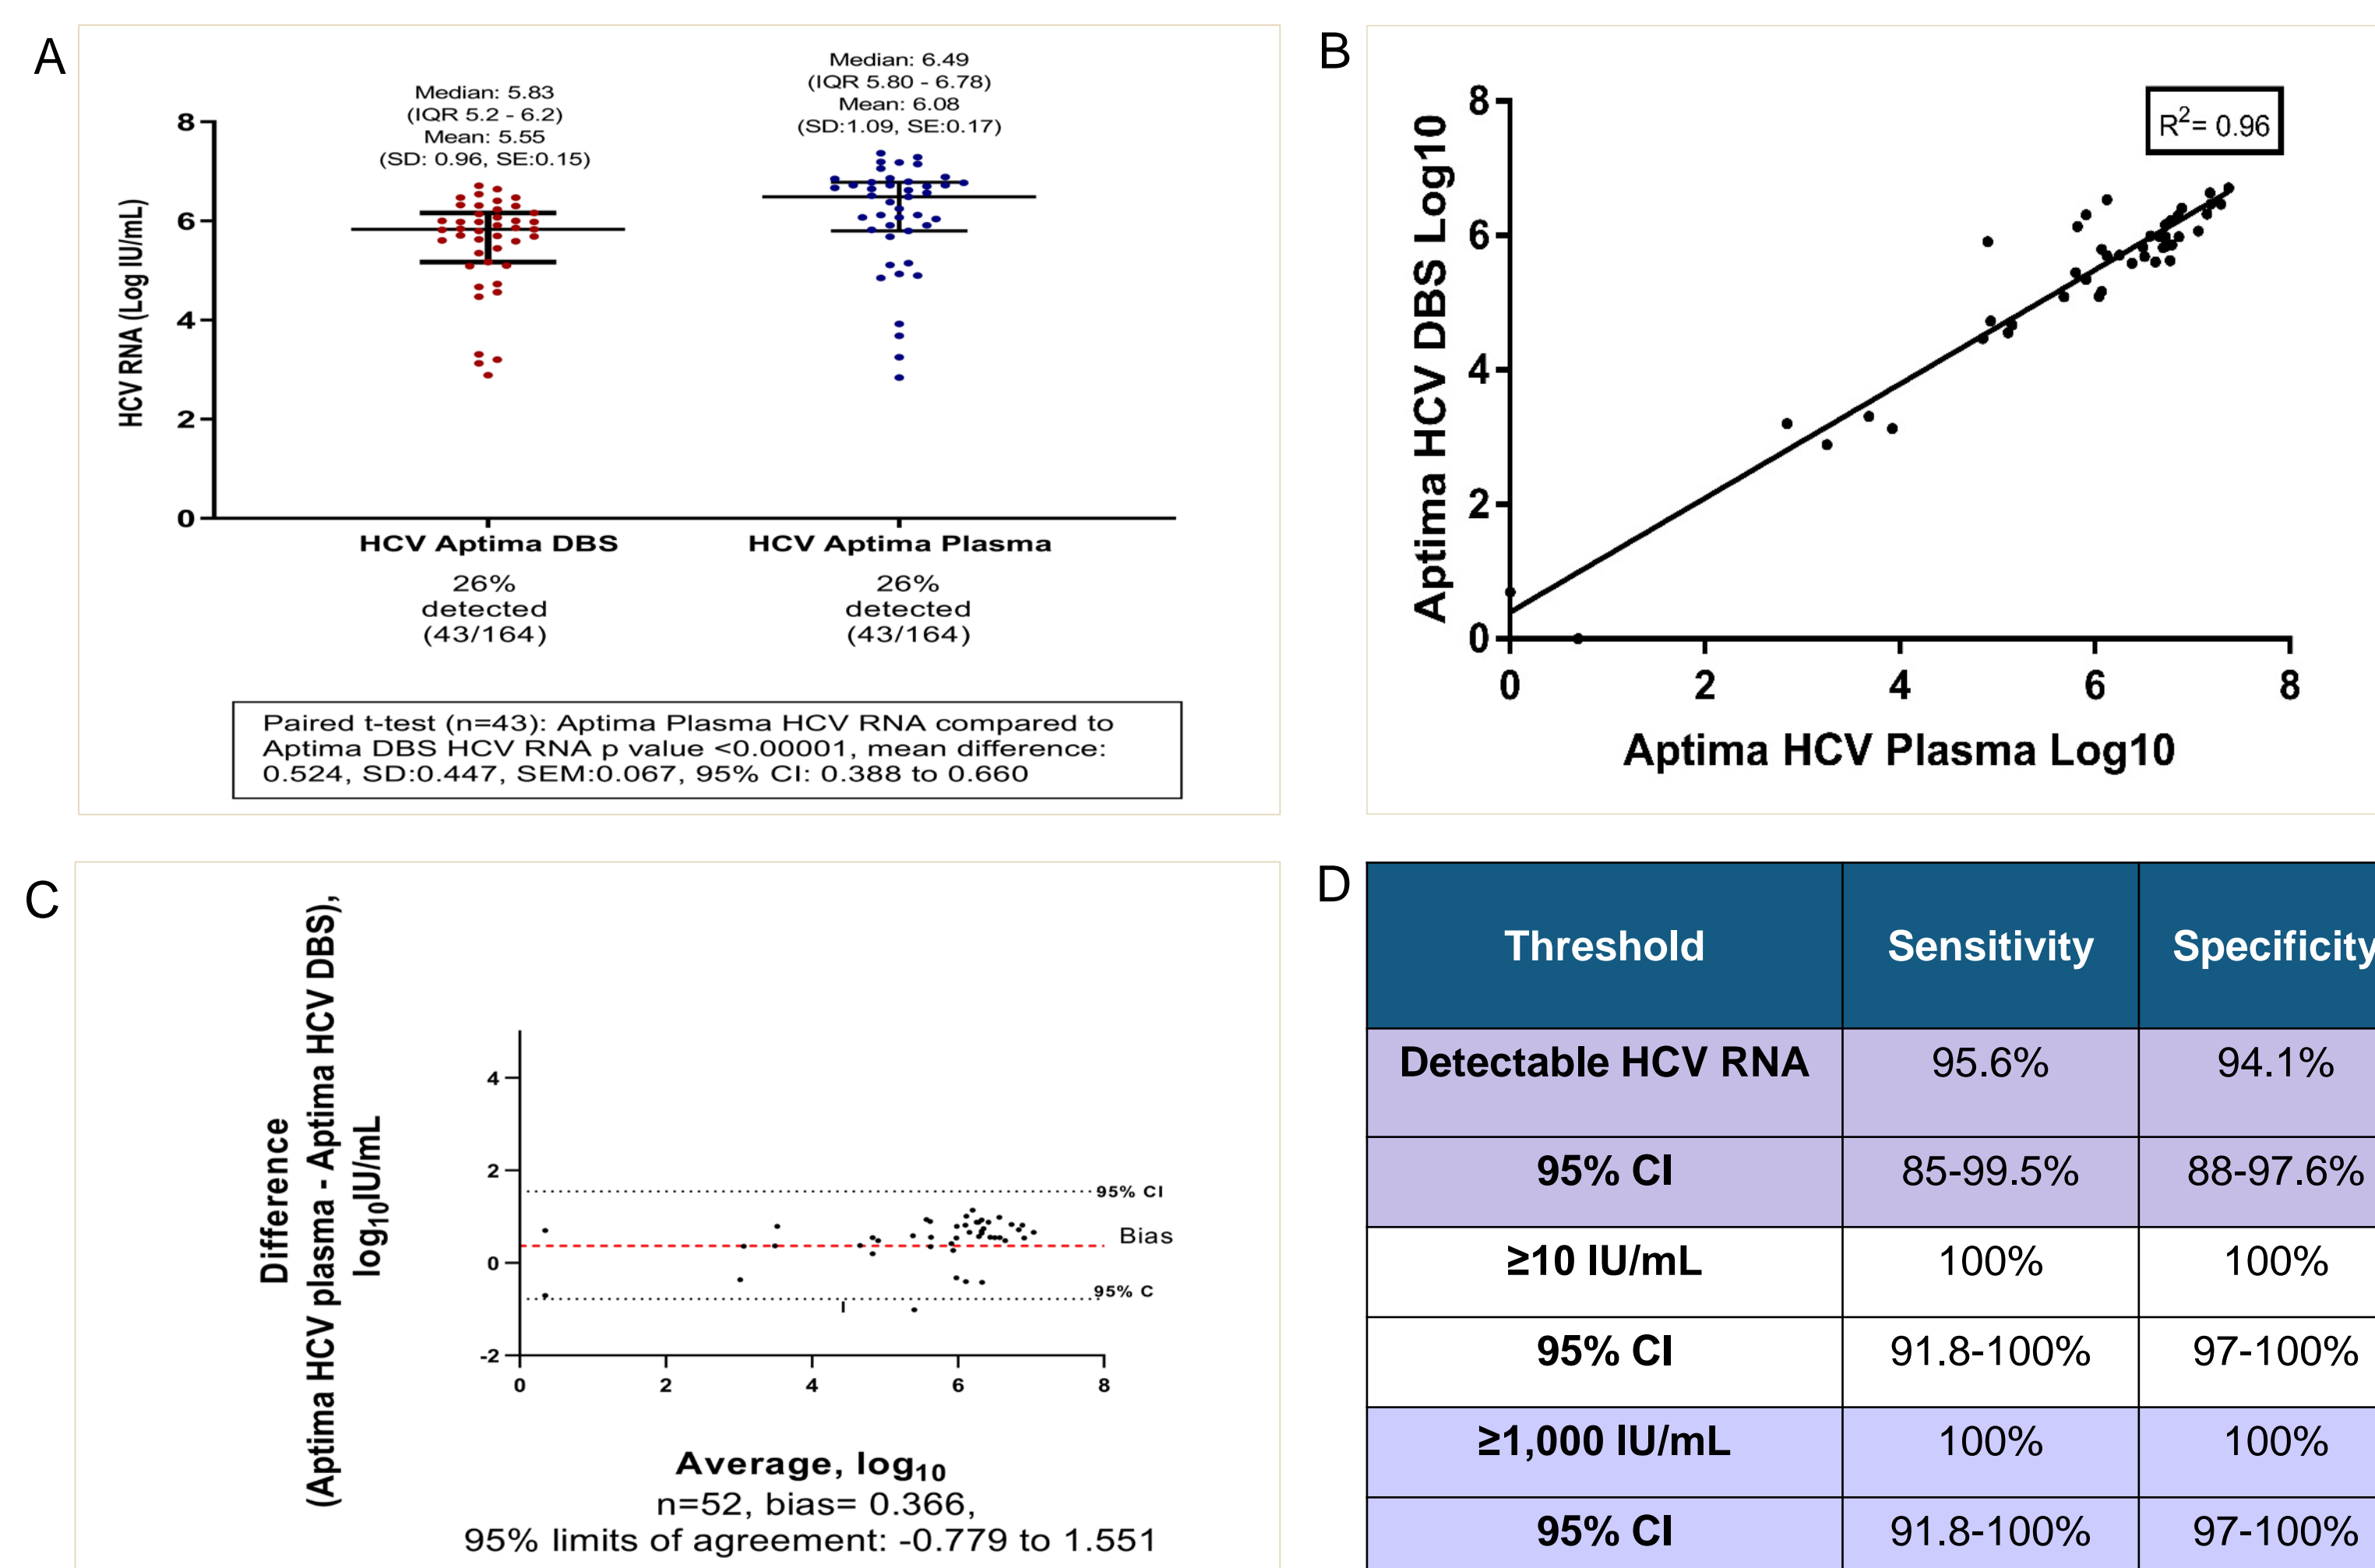 A
Median: 5.83
(IQR 5.2 - 6.2)
Mean: 5.55
(SD: 0.96, SE:0.15)
Median: 6.49
(IQR 5.80 - 6.78)
Mean: 6.08
(SD:1.09, SE:0.17)
HCV RNA (Log IU/mL)
8
6
4
2
0
HCV Aptima DBS
26%
detected
(43/164)
HCV Aptima Plasma
26%
detected
(43/164)
Paired t-test (n=43): Aptima Plasma HCV RNA compared to
Aptima DBS HCV RNA p value <0.00001, mean difference:
0.524, SD:0.447, SEM:0.067, 95% CI: 0.388 to 0.660
B
Aptima HCV DBS Log10
8
6
4
2
0
R²= 0.96
0 2 4 6 8
Aptima HCV Plasma Log10
C
Difference
(Aptima HCV plasma - Aptima HCV DBS),
log₁₀IU/mL
4
2
0
-2
95% CI
Bias
95% C
I
0 2 4 6 8
Average, log₁₀
n=52, bias= 0.366,
95% limits of agreement: -0.779 to 1.551
D
Threshold Sensitivity Specificity
Detectable HCV RNA 95.6% 94.1%
95% CI 85-99.5% 88-97.6%
≥10 IU/mL 100% 100%
95% CI 91.8-100% 97-100%
≥1,000 IU/mL 100% 100%
95% CI 91.8-100% 97-100%